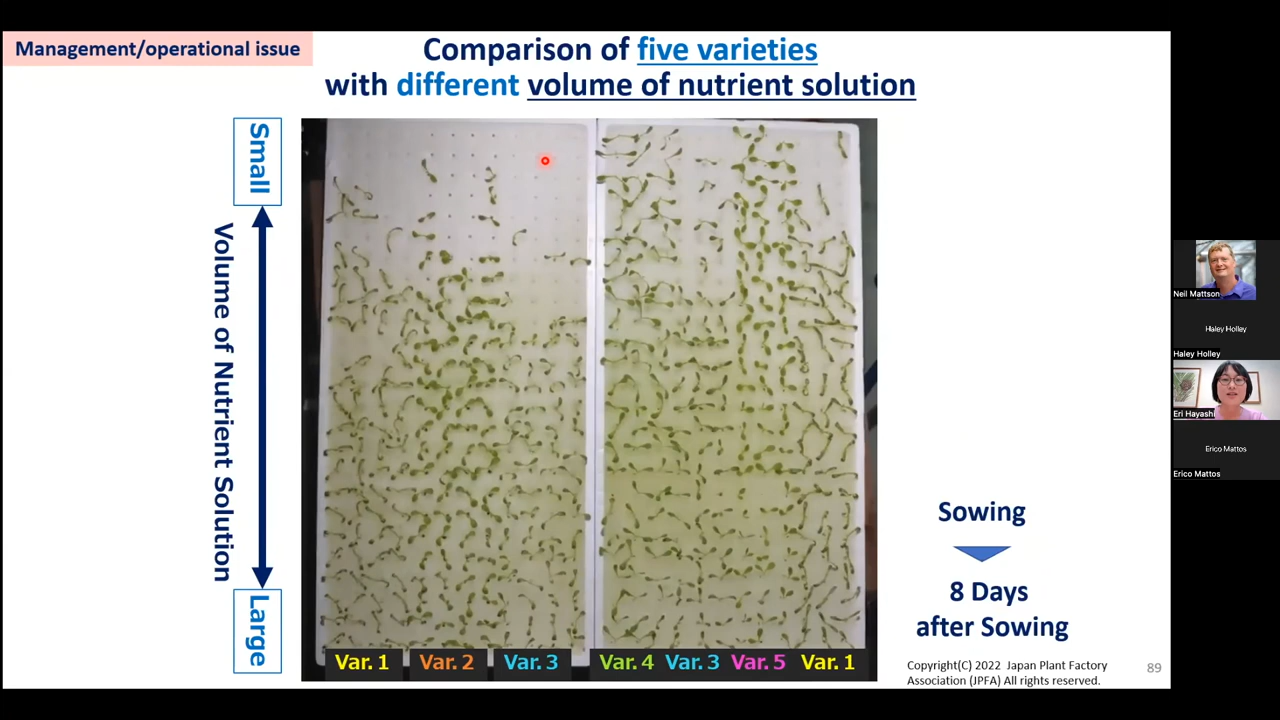 Management/operational issue
Comparison of five varieties
with different volume of nutrient solution
Small
Volume of Nutrient Solution
Large
Var. 1
Var. 2
Var. 3
Var. 4
Var. 3
Var. 5
Var. 1
Sowing
8 Days
after Sowing
Copyright(C) 2022 Japan Plant Factory
Association (JPFA) All rights reserved.
89
Neil Mattson
Haley Holley
Haley Holley
Eri Hayashi
Erico Mattos
Erico Mattos